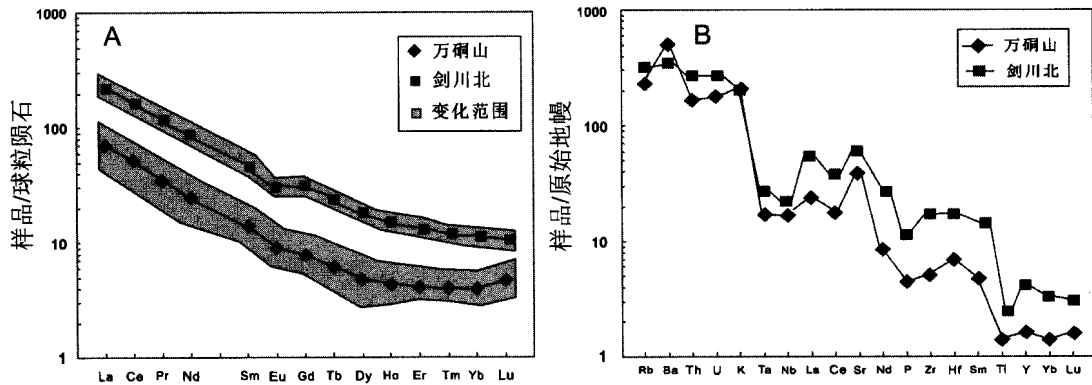 1000
100
10
1
样品/球粒陨石
A
万硐山
剑川北
变化范围
La Ce Pr Nd Sm Eu Gd Tb Dy Ho Er Tm Yb Lu
1000
100
10
1
样品/原始地幔
B
万硐山
剑川北
Rb Ba Th U K Ta Nb La Ce Sr Nd P Zr Hf Sm Ti Y Yb Lu